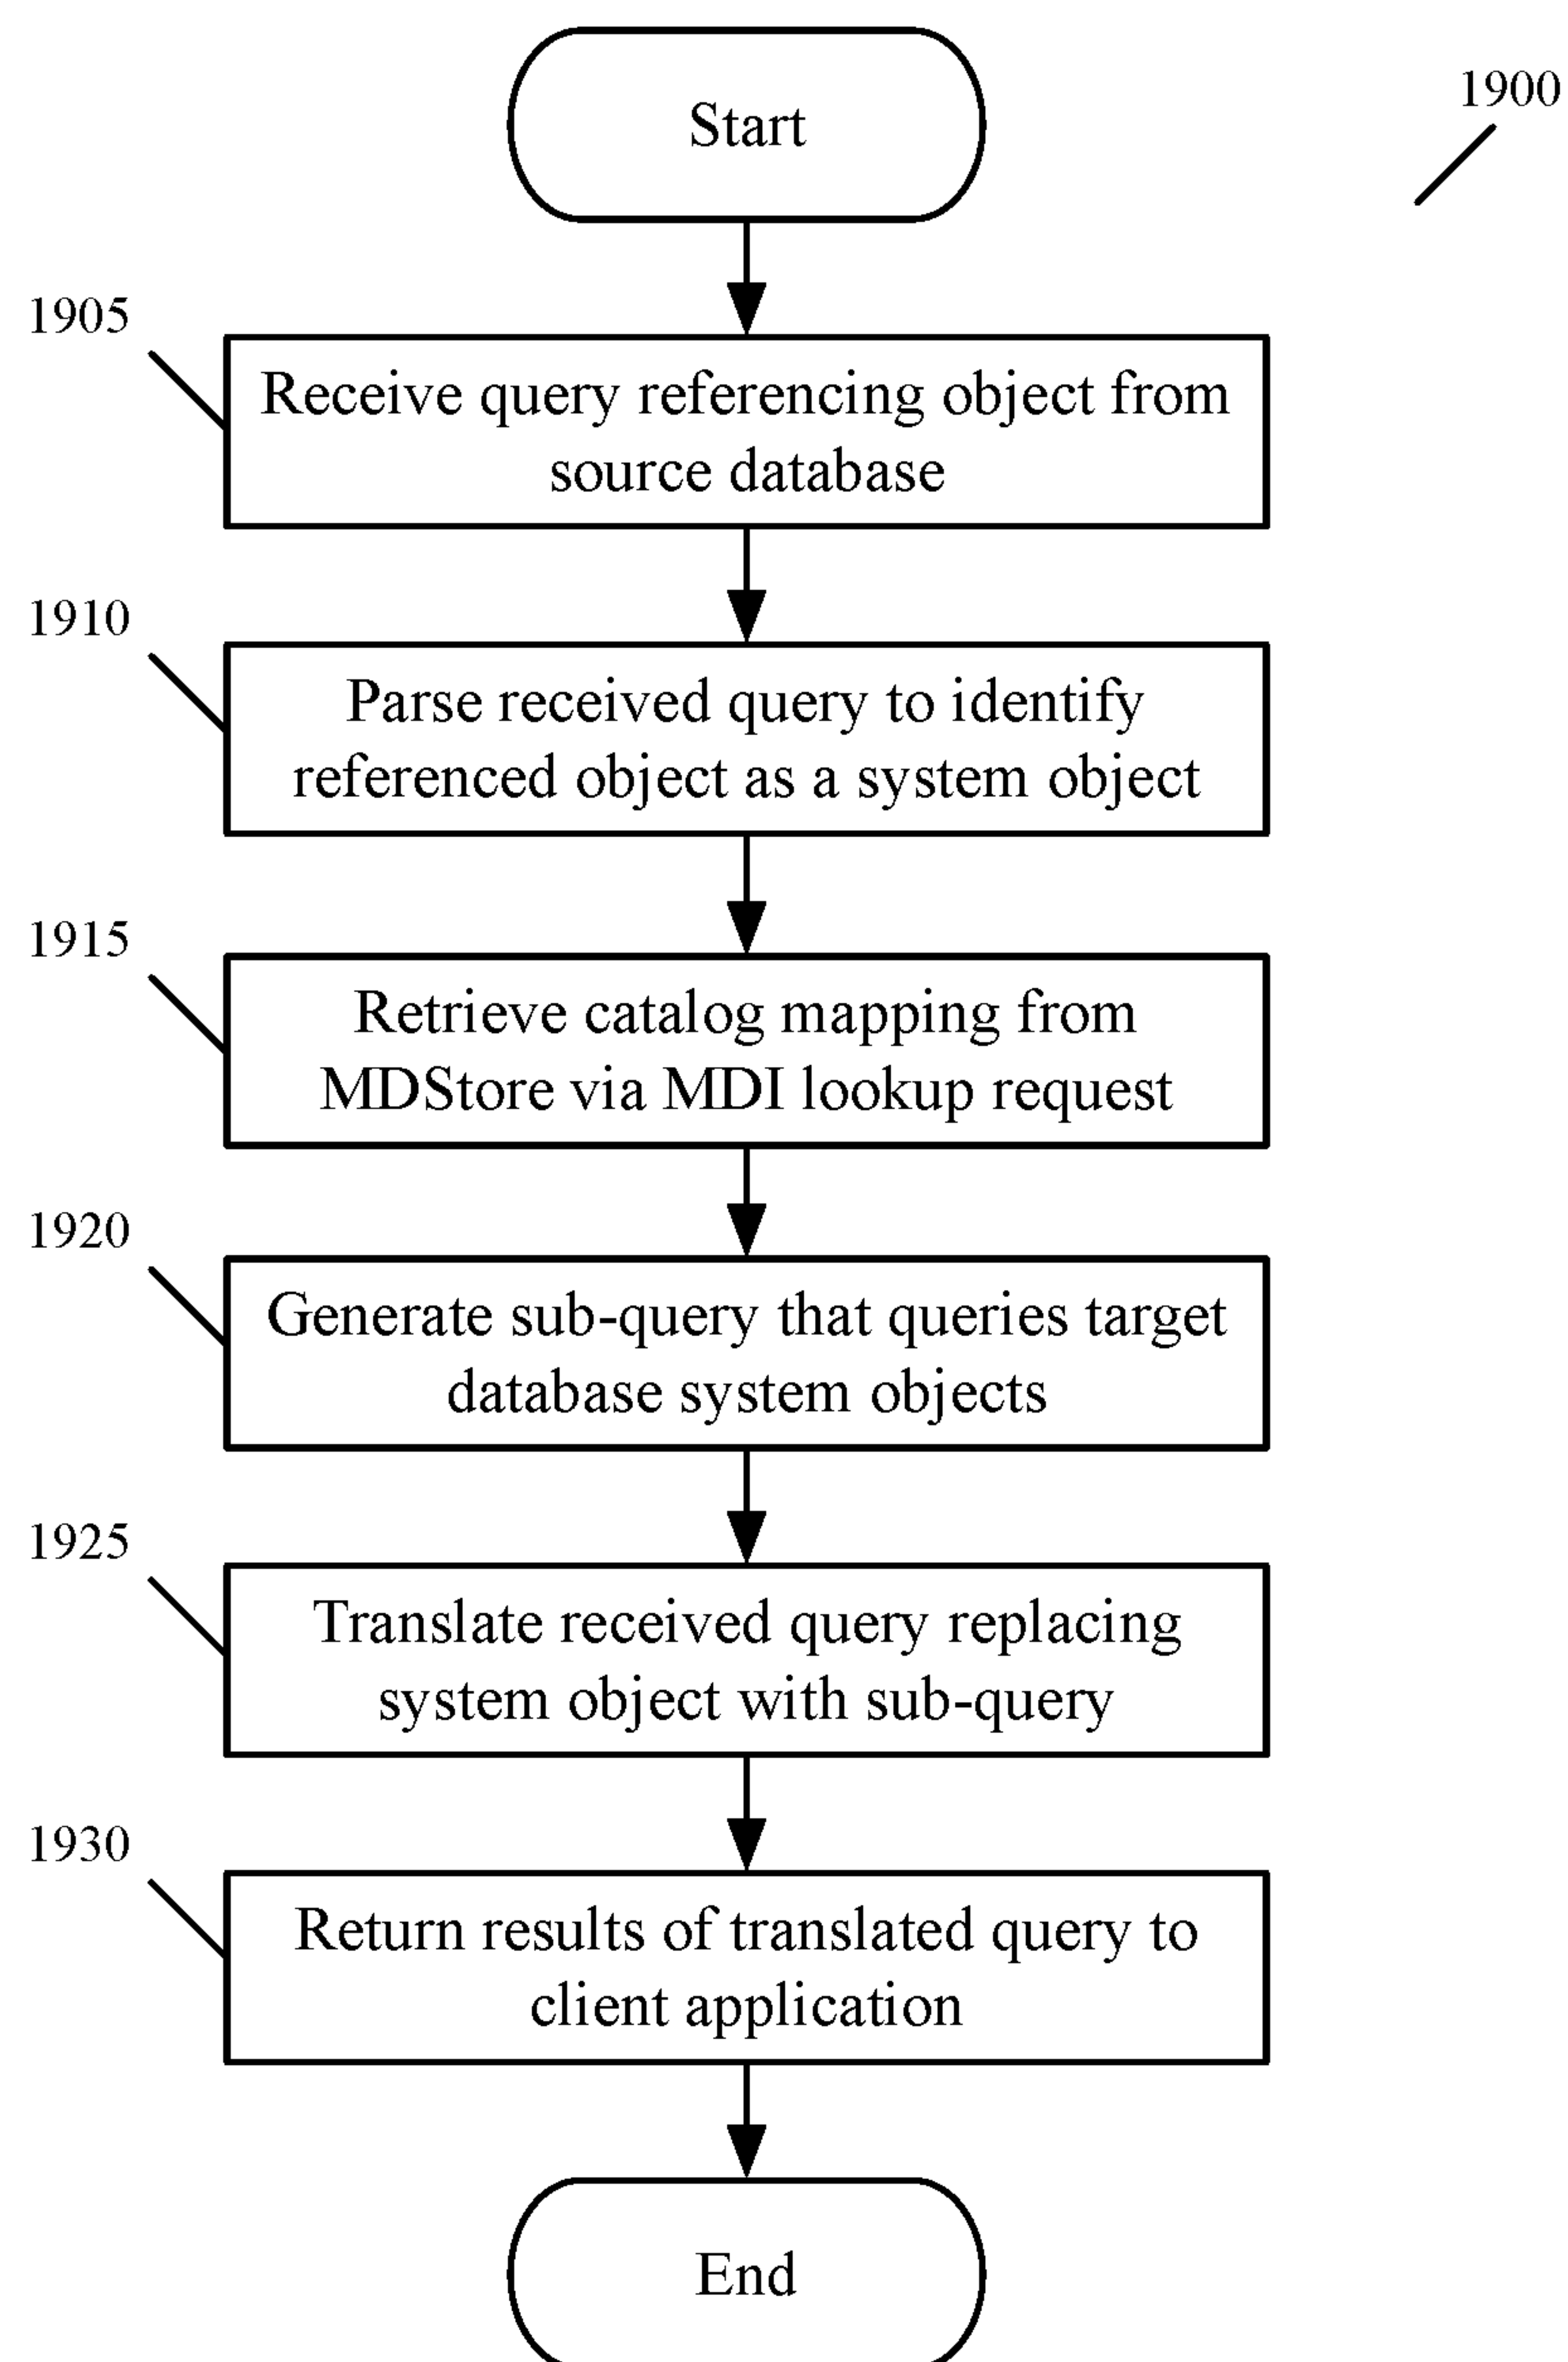 Start
1900
1905
Receive query referencing object from
source database
1910
Parse received query to identify
referenced object as a system object
1915
Retrieve catalog mapping from
MDStore via MDI lookup request
1920
Generate sub-query that queries target
database system objects
1925
Translate received query replacing
system object with sub-query
1930
Return results of translated query to
client application
End